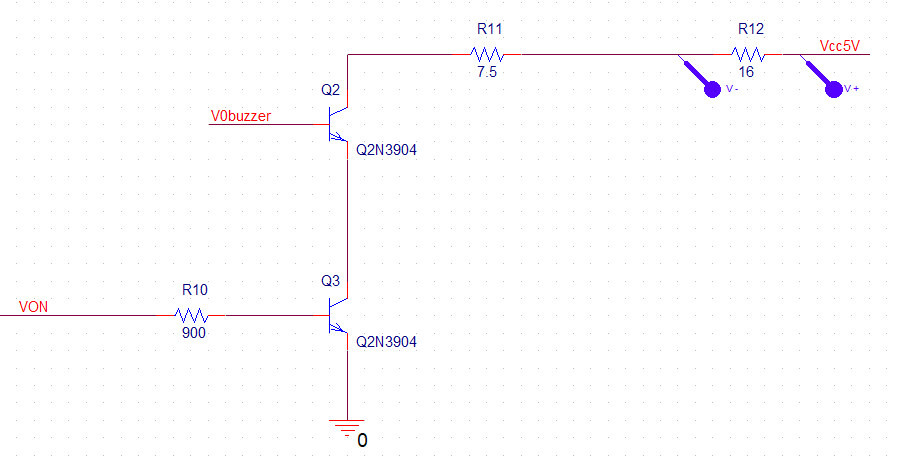 R11
R12
Vcc5V
7.5
16
V-
V+
Q2
V0buzzer
Q2N3904
Q3
R10
VON
900
Q2N3904
0